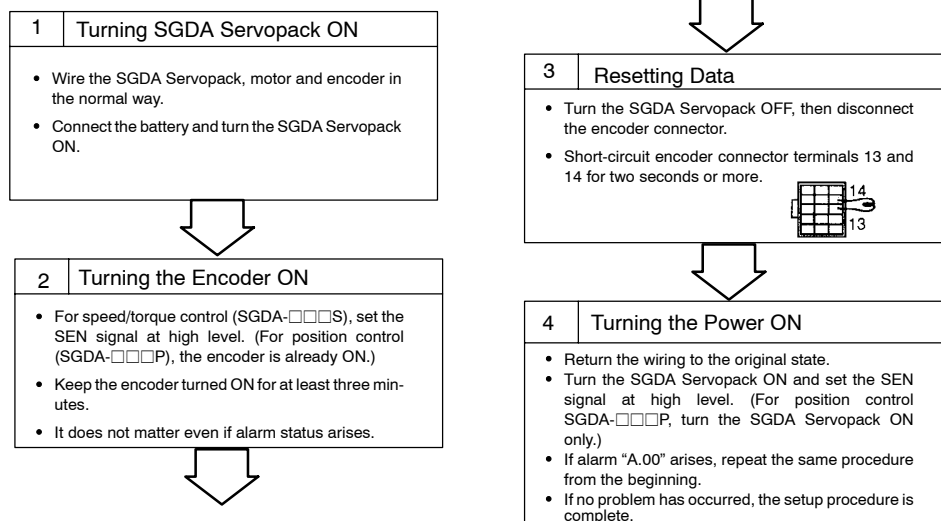 1 Turning SGDA Servopack ON
• Wire the SGDA Servopack, motor and encoder in
the normal way.
• Connect the battery and turn the SGDA Servopack
ON.
2 Turning the Encoder ON
• For speed/torque control (SGDA-□□□S), set the
SEN signal at high level. (For position control
(SGDA-□□□P), the encoder is already ON.)
• Keep the encoder turned ON for at least three min-
utes.
• It does not matter even if alarm status arises.
3 Resetting Data
• Turn the SGDA Servopack OFF, then disconnect
the encoder connector.
• Short-circuit encoder connector terminals 13 and
14 for two seconds or more.
14
13
4 Turning the Power ON
• Return the wiring to the original state.
• Turn the SGDA Servopack ON and set the SEN
signal at high level. (For position control
SGDA-□□□P, turn the SGDA Servopack ON
only.)
• If alarm “A.00” arises, repeat the same procedure
from the beginning.
• If no problem has occurred, the setup procedure is
complete.